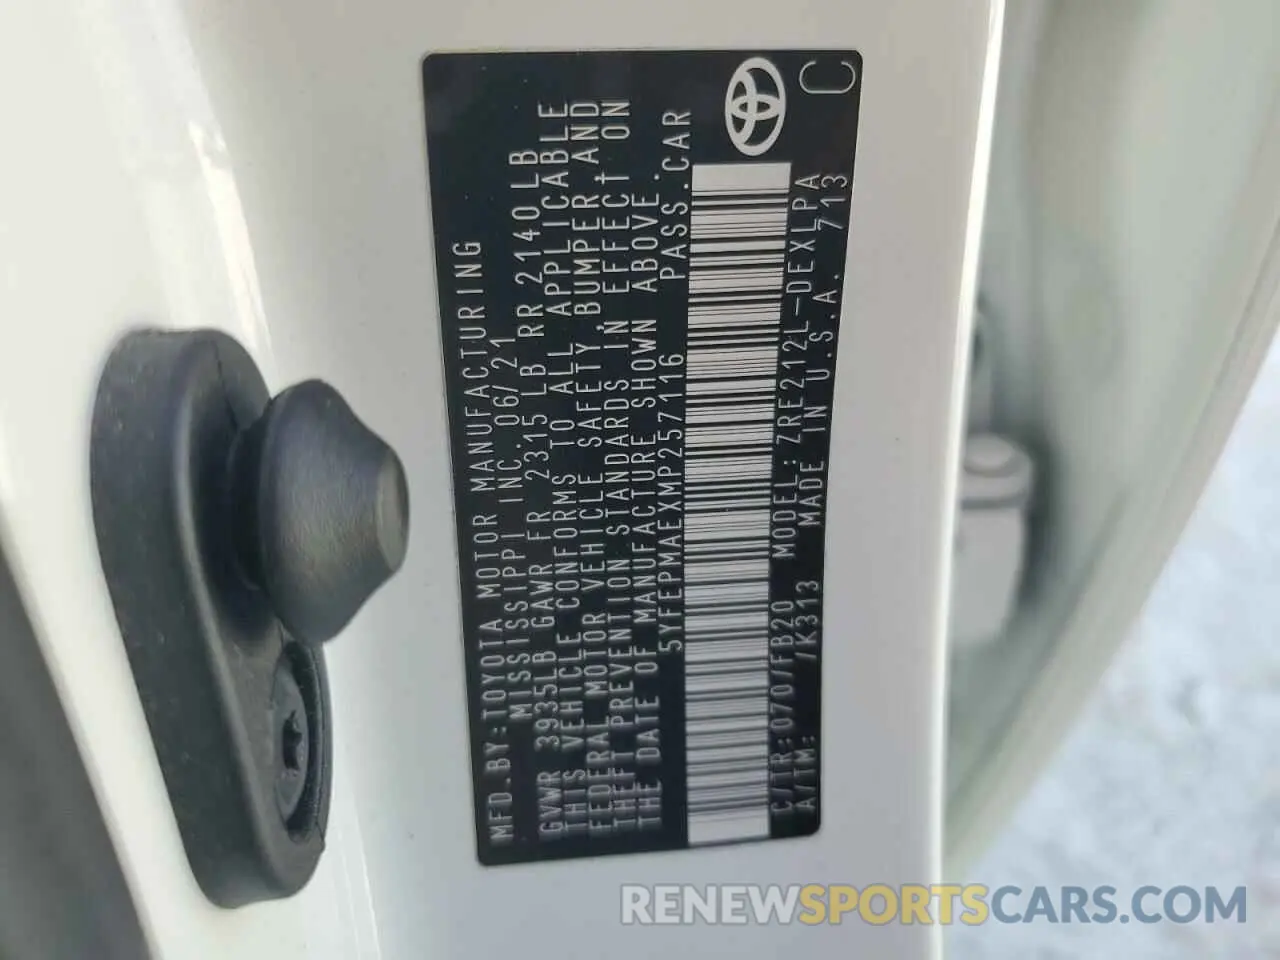 MFD.BY:TOYOTA MOTOR MANUFACTURING
MISSISSIPPI INC. 06/21
GVWR 3935LB GAWR FR 2315 LB RR 2140LB
THIS VEHICLE CONFORMS TO ALL APPLICABLE
FEDERAL MOTOR VEHICLE SAFETY, BUMPER, AND
THEFT PREVENTION STANDARDS IN EFFECT ON
THE DATE OF MANUFACTURE SHOWN ABOVE.
5YFEPMAEXMP257116 PASS.CAR
C/TR:070/FB20 MODEL:ZRE212L-DEXLPA
A/TM: /K313 MADE IN U.S.A. 713
C
RENEWSPORTSCARS.COM